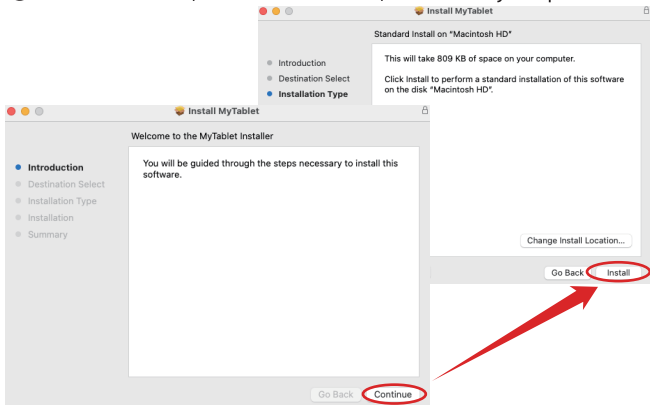 Install MyTablet
Standard Install on “Macintosh HD”
Introduction
Destination Select
Installation Type
This will take 809 KB of space on your computer.
Click Install to perform a standard installation of this software
on the disk “Macintosh HD”.
Change Install Location...
Go Back
Install
Install MyTablet
Welcome to the MyTablet Installer
Introduction
Destination Select
Installation Type
Installation
Summary
You will be guided through the steps necessary to install this
software.
Go Back
Continue